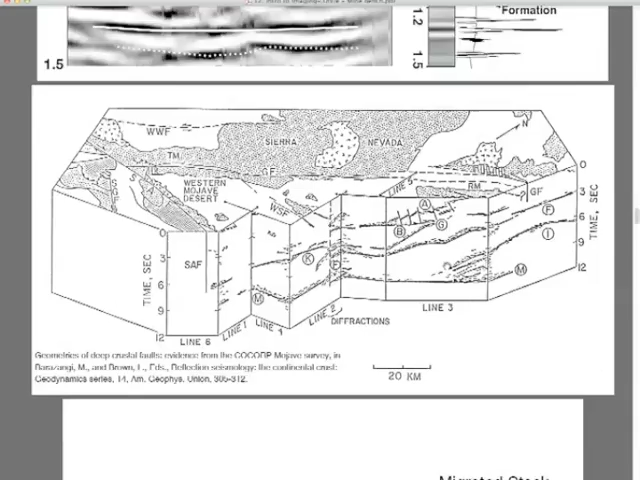 1.5
1.2
1.5
Formation
WWF
TM
SIERRA
NEVADA
GF
N
SAF
WESTERN
MOJAVE
DESERT
WSF
LINE 5
RM
GF
?
A
B
G
K
F
F
I
M
M
0
3
6
9
12
TIME, SEC
0
3
6
9
12
TIME, SEC
SAF
LINE 6
LINE 1
LINE 4
LINE 2
LINE 3
DIFFRACTIONS
20 KM
Geometries of deep crustal faults: evidence from the COCORP Mojave survey, in
Barazangi, M., and Brown, L., Eds., Reflection seismology: the continental crust:
Geodynamics series, 14, Am. Geophys. Union, 305-312.
Migrated Stack